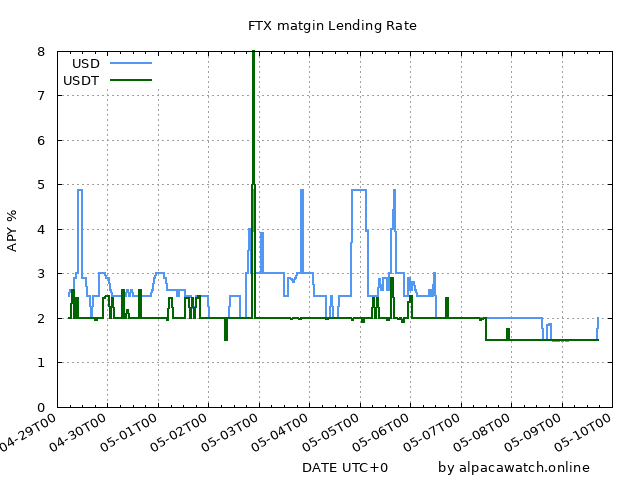 FTX matgin Lending Rate
USD
USDT
8
7
6
5
4
3
2
1
0
APY %
04-29T00
04-30T00
05-01T00
05-02T00
05-03T00
05-04T00
05-05T00
05-06T00
05-07T00
05-08T00
05-09T00
05-10T00
DATE UTC+0
by alpacawatch.online